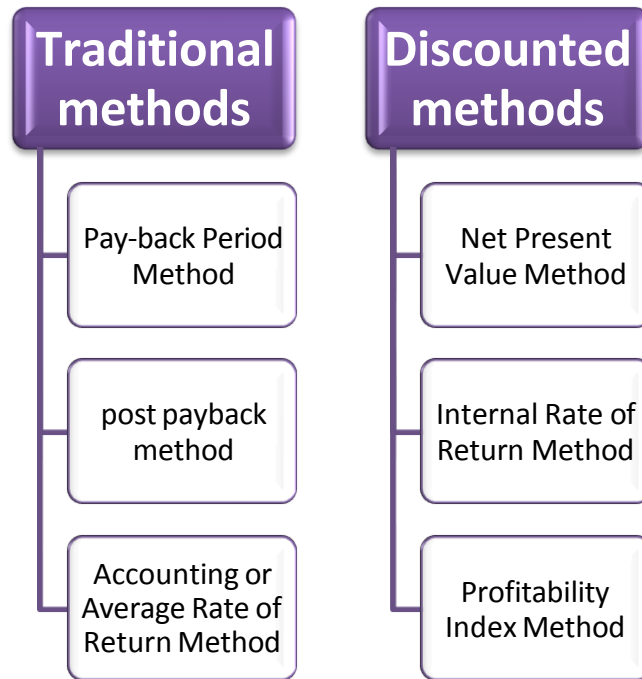 Traditional
methods
Pay-back Period
Method
post payback
method
Accounting or
Average Rate of
Return Method
Discounted
methods
Net Present
Value Method
Internal Rate of
Return Method
Profitability
Index Method